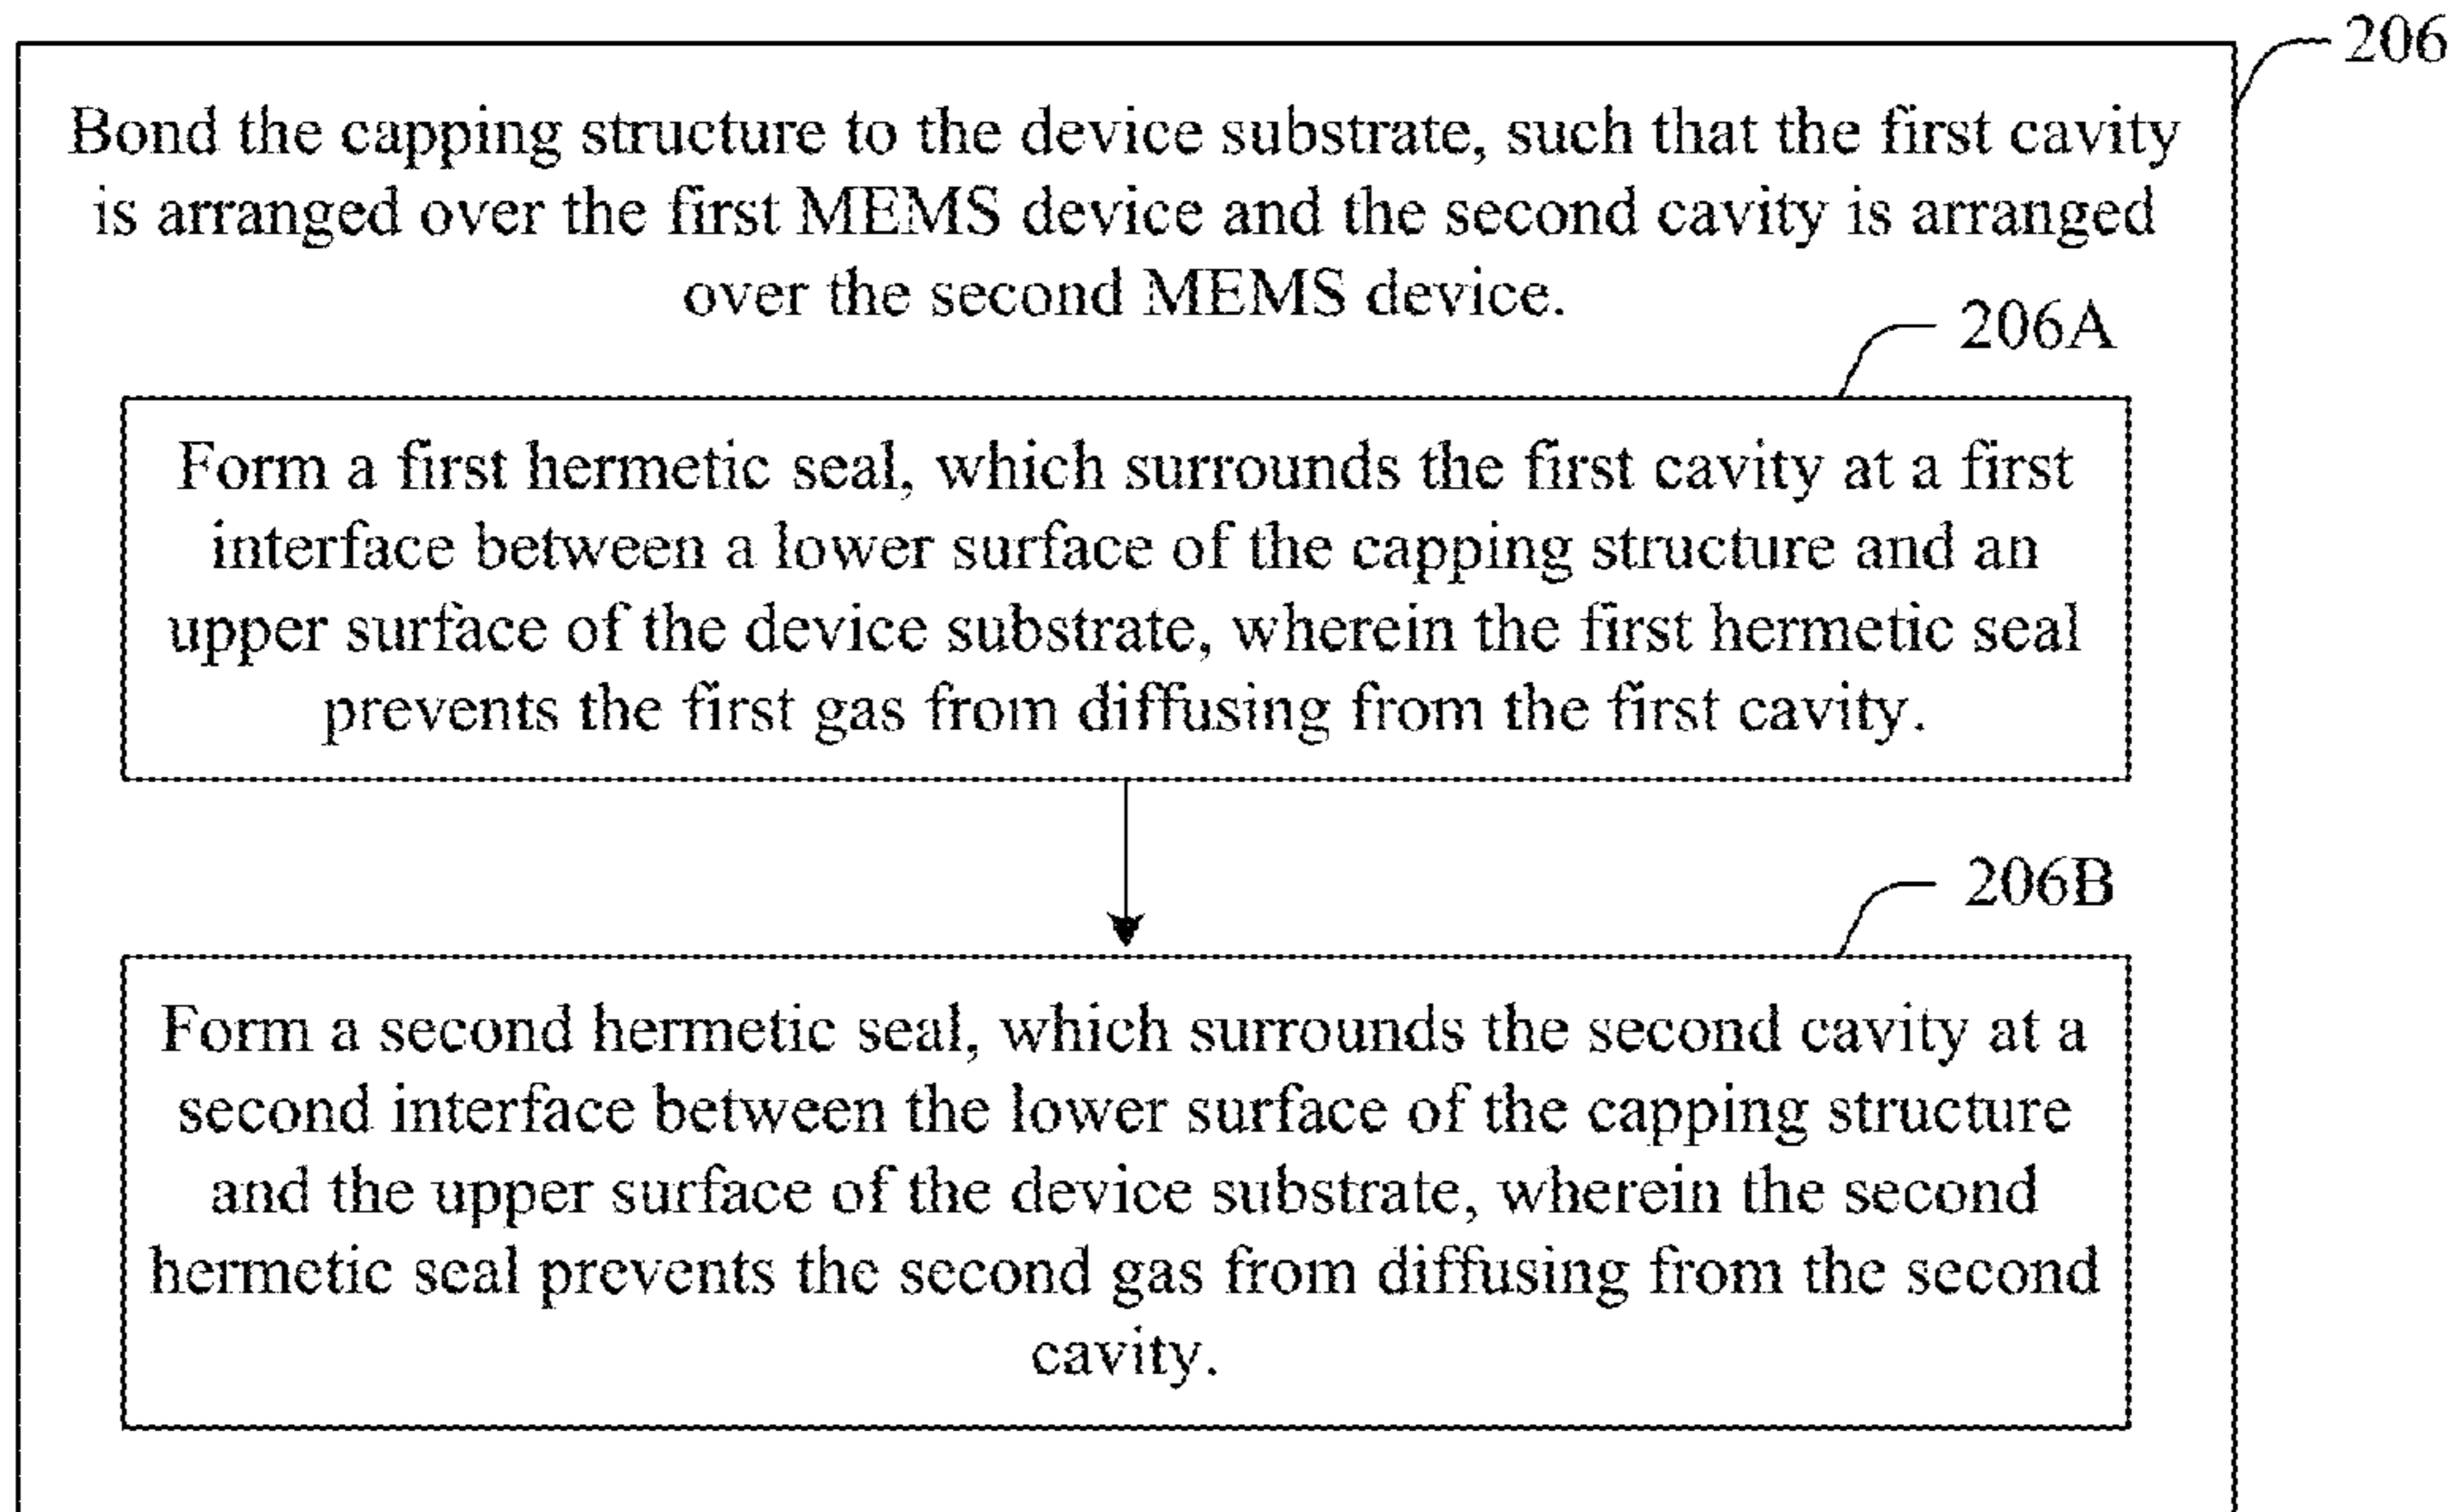 206
Bond the capping structure to the device substrate, such that the first cavity
is arranged over the first MEMS device and the second cavity is arranged
over the second MEMS device.
206A
Form a first hermetic seal, which surrounds the first cavity at a first
interface between a lower surface of the capping structure and an
upper surface of the device substrate, wherein the first hermetic seal
prevents the first gas from diffusing from the first cavity.
206B
Form a second hermetic seal, which surrounds the second cavity at a
second interface between the lower surface of the capping structure
and the upper surface of the device substrate, wherein the second
hermetic seal prevents the second gas from diffusing from the second
cavity.